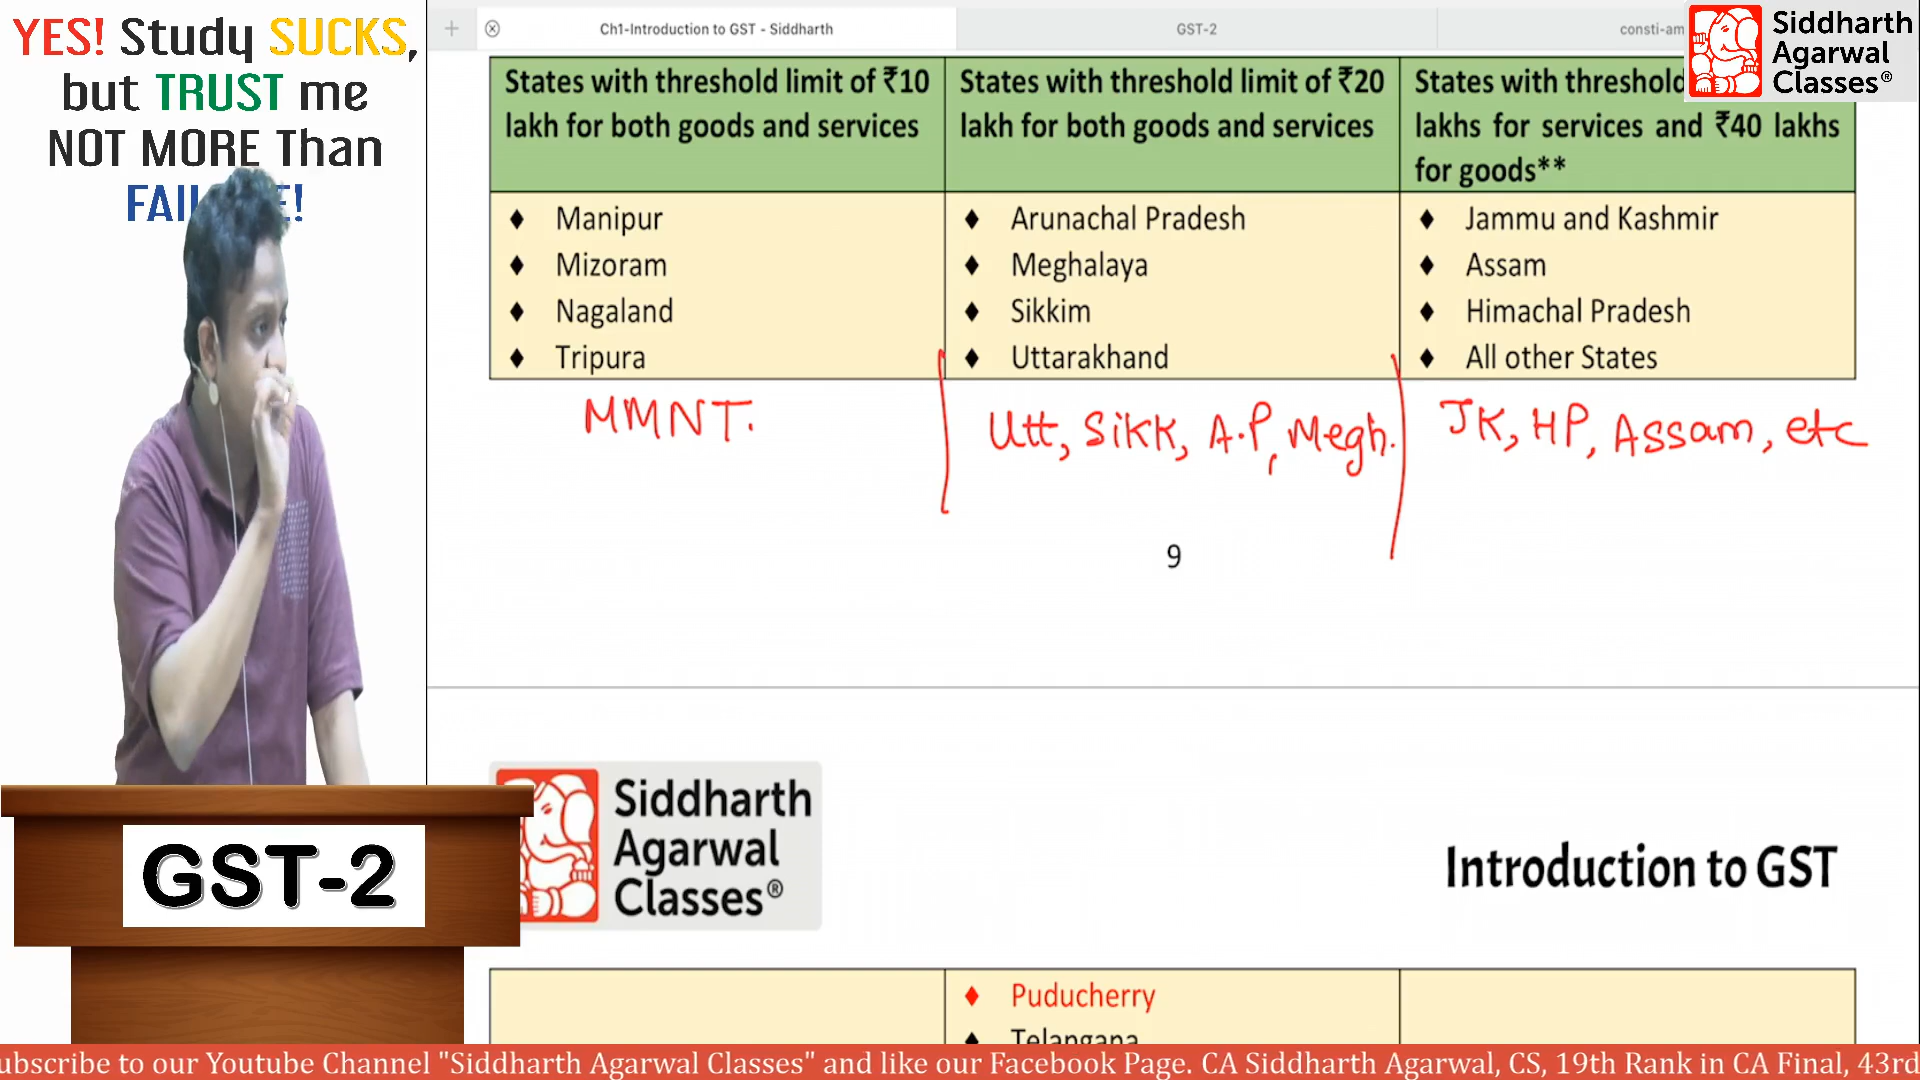 YES! Study SUCKS,
but TRUST me
NOT MORE Than
GST-2
Ch1-Introduction to GST - Siddharth
GST-2
consti-am
Siddharth
Agarwal
Classes®
States with threshold limit of ₹10
lakh for both goods and services
States with threshold limit of ₹20
lakh for both goods and services
States with threshold
lakhs for services and ₹40 lakhs
for goods**
♦ Manipur
♦ Mizoram
♦ Nagaland
♦ Tripura
♦ Arunachal Pradesh
♦ Meghalaya
♦ Sikkim
♦ Uttarakhand
♦ Jammu and Kashmir
♦ Assam
♦ Himachal Pradesh
♦ All other States
MMNT.
Utt, Sikk, A.P, Megh.
JK, HP, Assam, etc
9
Siddharth
Agarwal
Classes®
Introduction to GST
♦ Puducherry
♦ Telangana
ubscribe to our Youtube Channel "Siddharth Agarwal Classes" and like our Facebook Page. CA Siddharth Agarwal, CS, 19th Rank in CA Final, 43rd